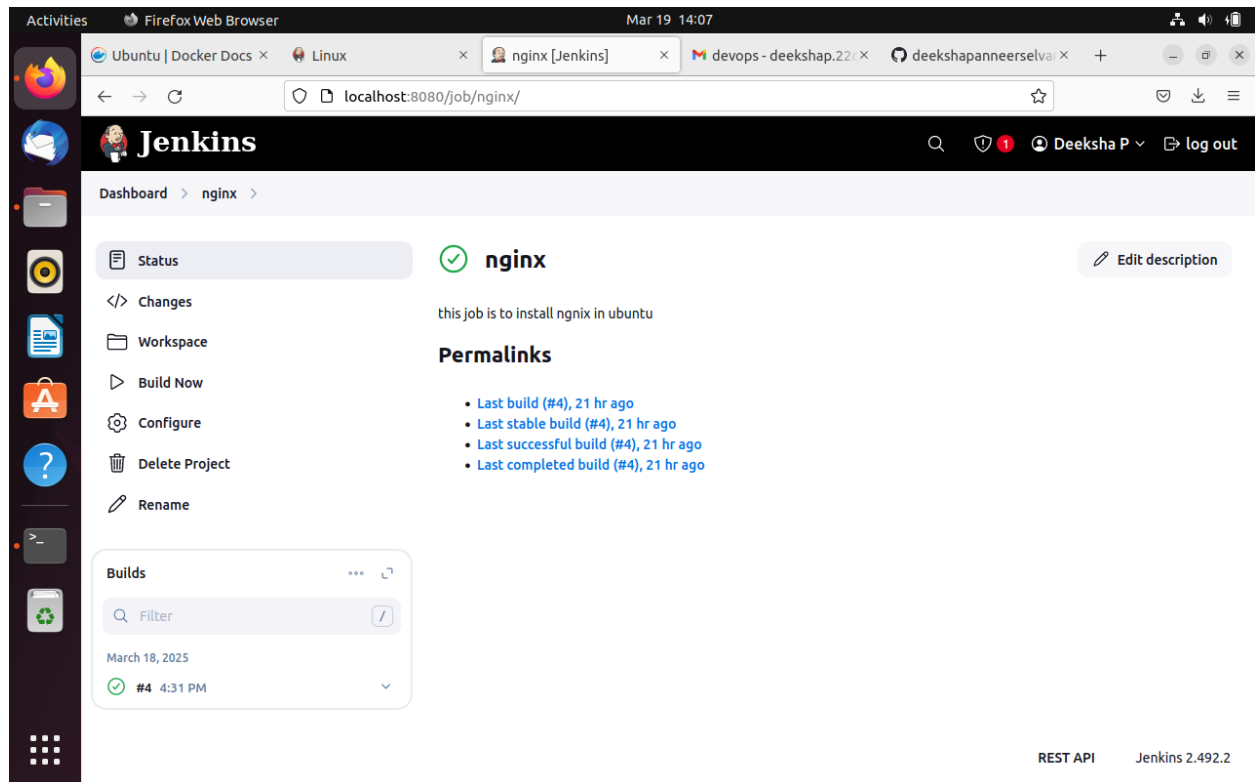 Activities Firefox Web Browser Mar 19 14:07
Ubuntu | Docker Docs × Linux × nginx [Jenkins] × devops - deekshap.22c × deekshapanneerselvar × +
localhost:8080/job/nginx/
Jenkins 1 Deeksha P log out
Dashboard > nginx >
Status
Changes
Workspace
Build Now
Configure
Delete Project
Rename
nginx
Edit description
this job is to install ngnix in ubuntu
Permalinks
• Last build (#4), 21 hr ago
• Last stable build (#4), 21 hr ago
• Last successful build (#4), 21 hr ago
• Last completed build (#4), 21 hr ago
Builds
Filter /
March 18, 2025
#4 4:31 PM
REST API Jenkins 2.492.2